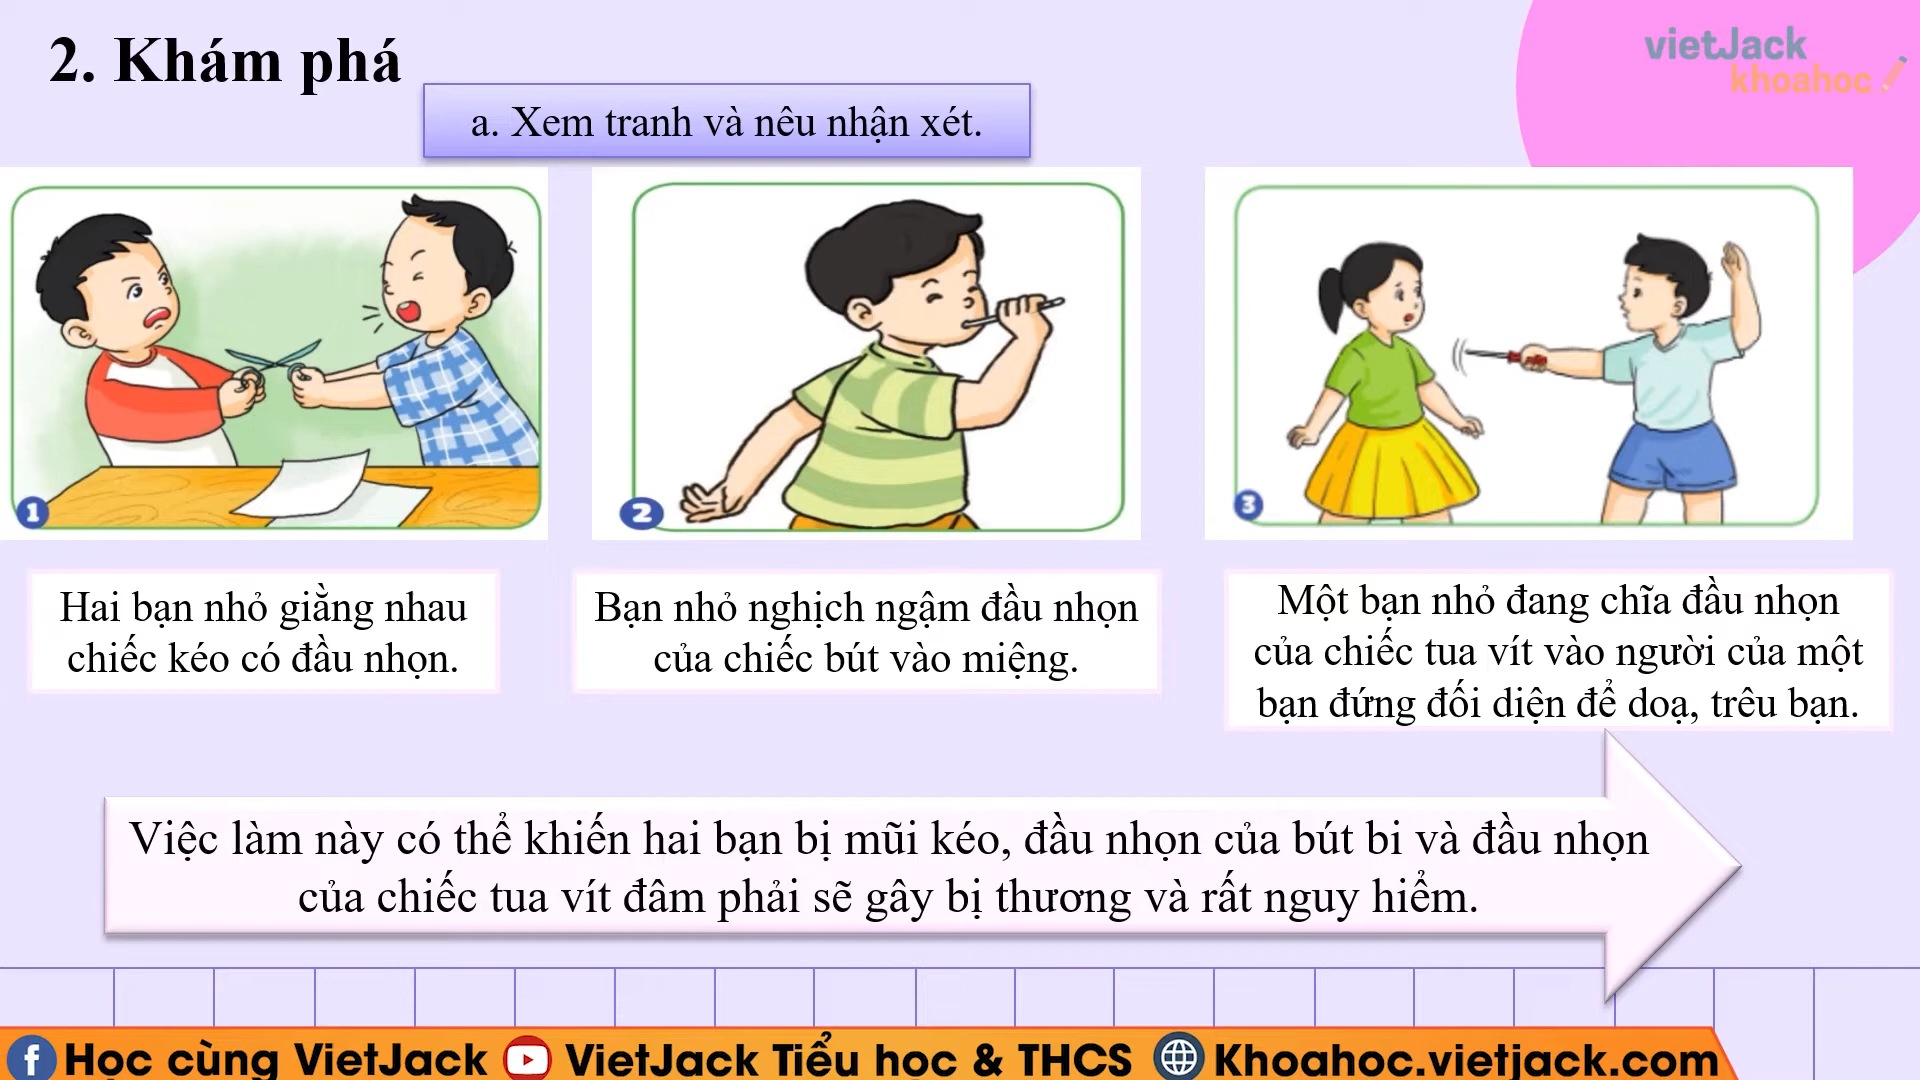 2. Khám phá
vietJack
khoahoc
a. Xem tranh và nêu nhận xét.
1
2
3
Hai bạn nhỏ giằng nhau
chiếc kéo có đầu nhọn.
Bạn nhỏ nghịch ngậm đầu nhọn
của chiếc bút vào miệng.
Một bạn nhỏ đang chĩa đầu nhọn
của chiếc tua vít vào người của một
bạn đứng đối diện để doạ, trêu bạn.
Việc làm này có thể khiến hai bạn bị mũi kéo, đầu nhọn của bút bi và đầu nhọn
của chiếc tua vít đâm phải sẽ gây bị thương và rất nguy hiểm.
Học cùng VietJack VietJack Tiểu học & THCS Khoahoc.vietjack.com